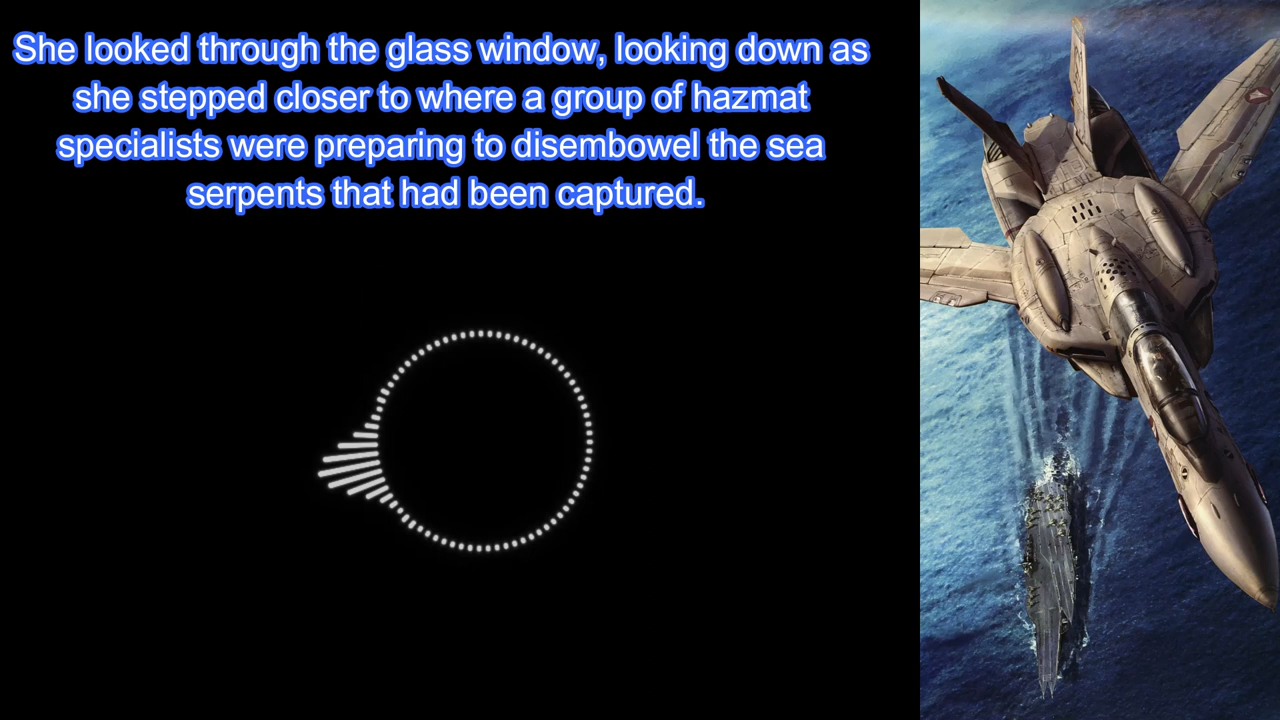 She looked through the glass window, looking down as
she stepped closer to where a group of hazmat
specialists were preparing to disembowel the sea
serpents that had been captured.